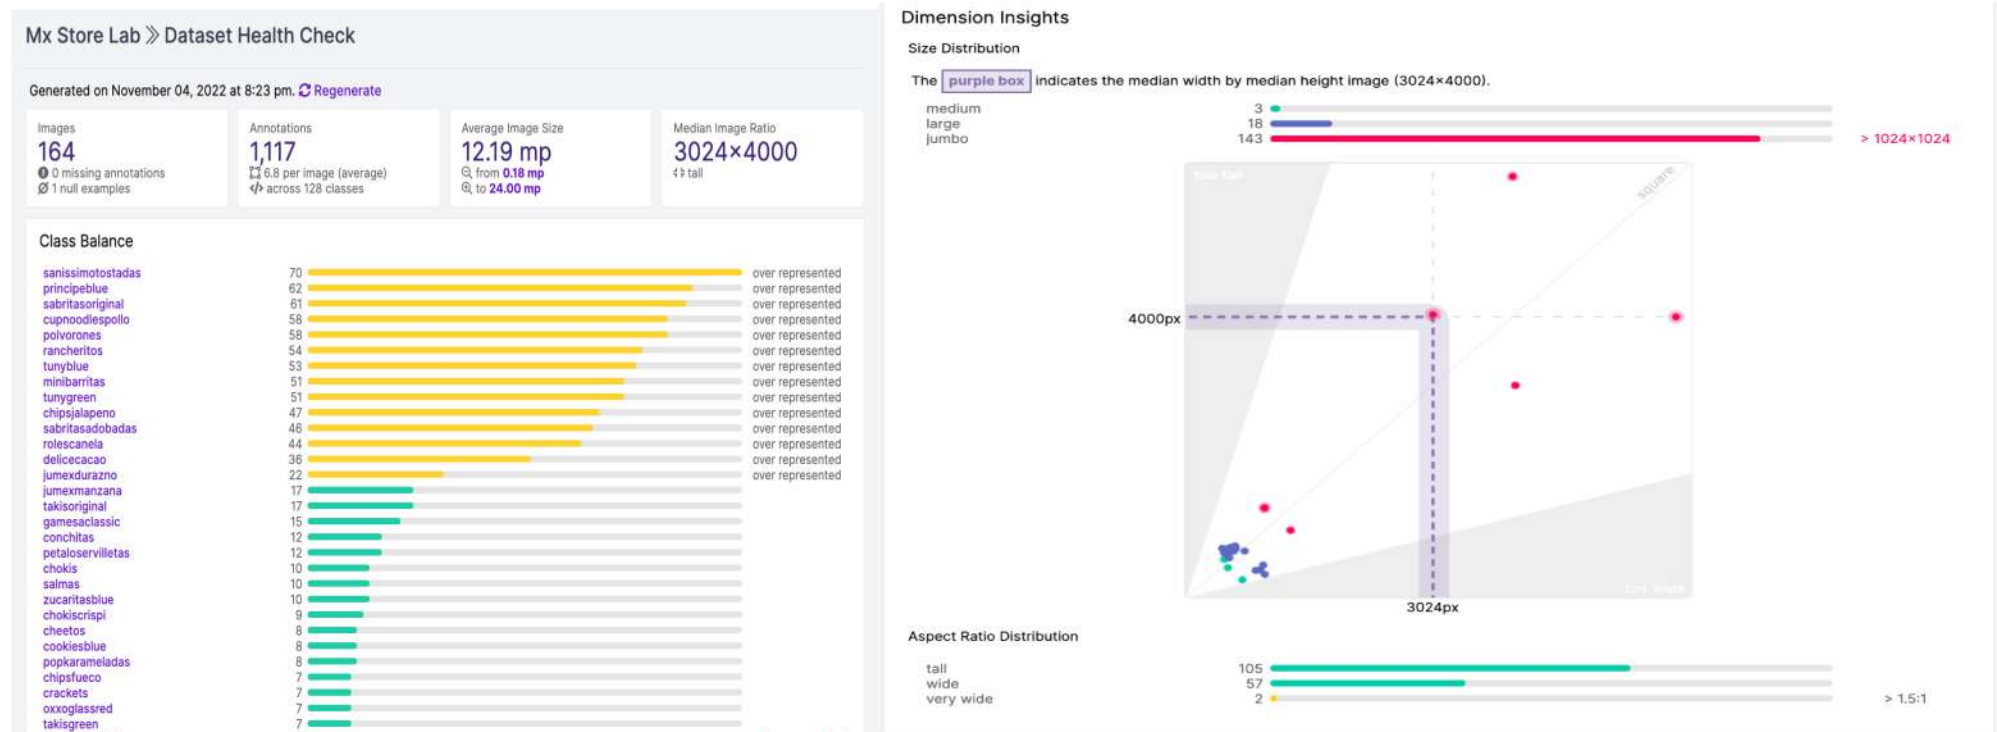 Mx Store Lab » Dataset Health Check
Generated on November 04, 2022 at 8:23 pm. Regenerate
Images
164
0 missing annotations
1 null examples
Annotations
1,117
6.8 per image (average)
across 128 classes
Average Image Size
12.19 mp
from 0.18 mp
to 24.00 mp
Median Image Ratio
3024×4000
tall
Class Balance
sanissimotostadas 70 over represented
principeblue 62 over represented
sabritasoriginal 61 over represented
cupnoodlespollo 58 over represented
polvorones 58 over represented
rancheritos 54 over represented
tunyblue 53 over represented
minibarritas 51 over represented
tunygreen 51 over represented
chipsjalapeno 47 over represented
sabritasadobadas 46 over represented
rolescanela 44 over represented
delicecacao 36 over represented
jumexdurazno 22 over represented
jumexmanzana 17
takisoriginal 17
gamesaclassic 15
conchitas 12
petaloservilletas 12
chokis 10
salmas 10
zucaritasblue 10
chokiscrispi 9
cheetos 8
cookiesblue 8
popkarameladas 8
chipsfueco 7
crackets 7
oxxoglassred 7
takisgreen 7
Dimension Insights
Size Distribution
The purple box indicates the median width by median height image (3024×4000).
medium 3
large 18
jumbo 143 > 1024×1024
too tall
square
4000px
too wide
3024px
Aspect Ratio Distribution
tall 105
wide 57
very wide 2 > 1.5:1